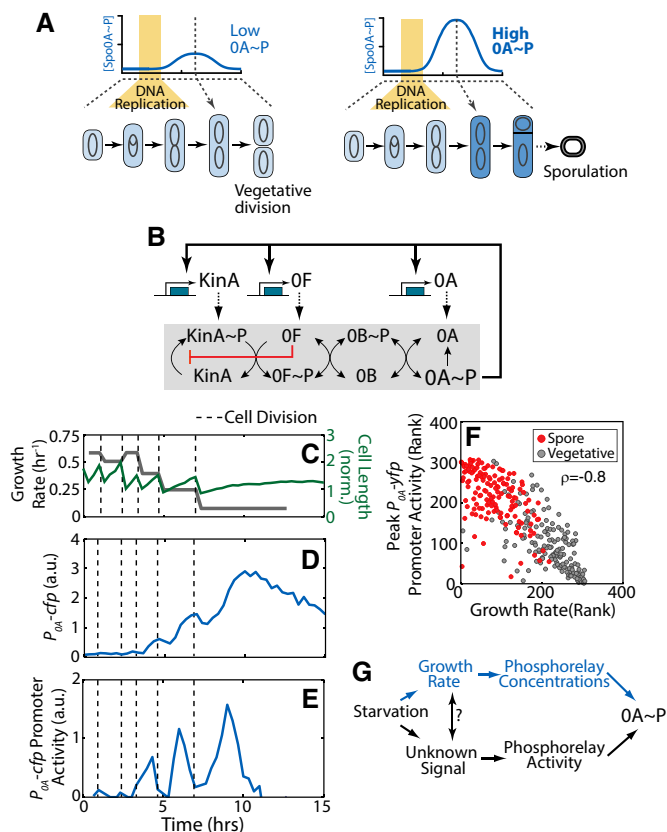 A
[Spo0A~P]
Low
0A~P
DNA
Replication
Vegetative
division
[Spo0A~P]
High
0A~P
DNA
Replication
Sporulation
B
KinA
0F
0A
KinA~P
0F
0B~P
0A
KinA
0F~P
0B
0A~P
--- Cell Division
C
Growth
Rate (hr⁻¹)
0.75
0.5
0.25
0
3
2
1
0
Cell Length
(norm.)
D
P0A-cfp (a.u.)
4
3
2
1
0
E
P0A-cfp Promoter
Activity (a.u.)
2
1
0
0
5
10
15
Time (hrs)
F
Peak P0A-yfp
Promoter Activity (Rank)
400
300
200
100
0
0
200
400
Growth Rate(Rank)
Spore
Vegetative
ρ=-0.8
G
Growth
Rate
Phosphorelay
Concentrations
Starvation
?
0A~P
Unknown
Signal
Phosphorelay
Activity